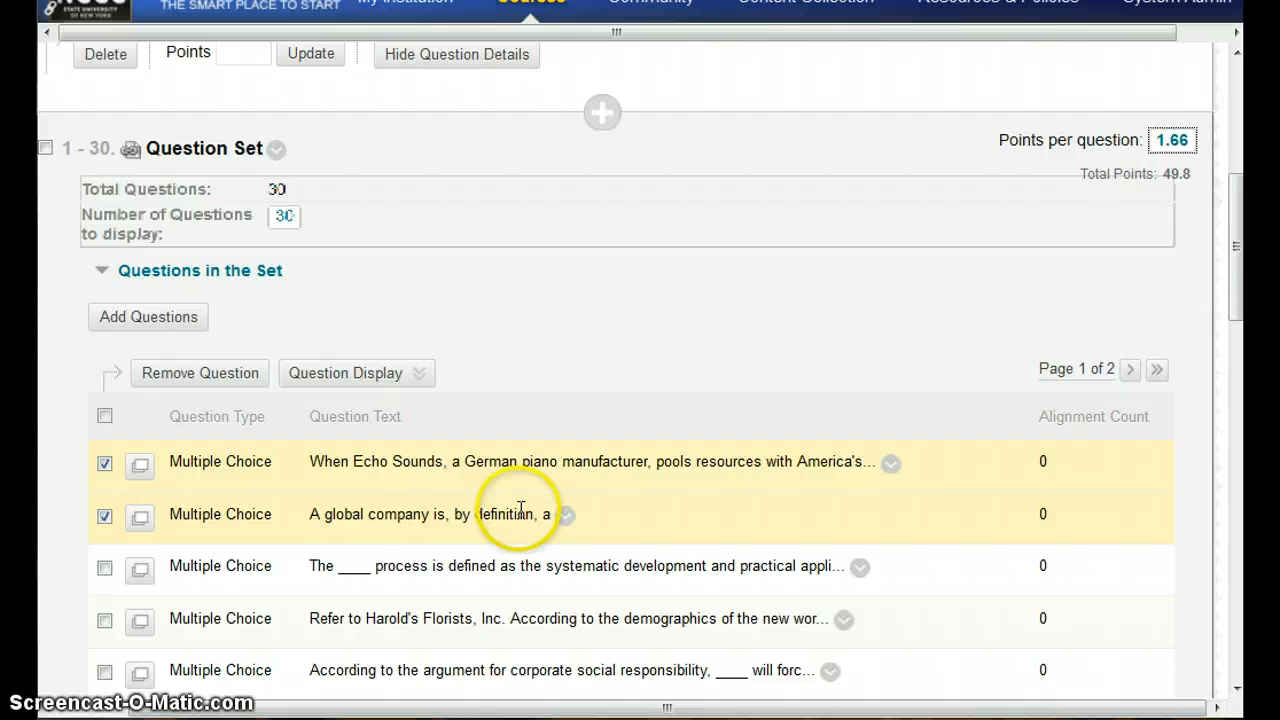 STATE UNIVERSITY
OF NEW YORK
THE SMART PLACE TO START
My Institution Courses Community Content Collection Resources & Policies System Admin
Delete Points Update Hide Question Details
1 - 30. Question Set
Points per question: 1.66
Total Points: 49.8
Total Questions: 30
Number of Questions
to display: 30
Questions in the Set
Add Questions
Remove Question Question Display Page 1 of 2
Question Type Question Text Alignment Count
Multiple Choice When Echo Sounds, a German piano manufacturer, pools resources with America's... 0
Multiple Choice A global company is, by definition, a 0
Multiple Choice The ____ process is defined as the systematic development and practical appli... 0
Multiple Choice Refer to Harold's Florists, Inc. According to the demographics of the new wor... 0
Multiple Choice According to the argument for corporate social responsibility, ____ will forc... 0
Screencast-O-Matic.com